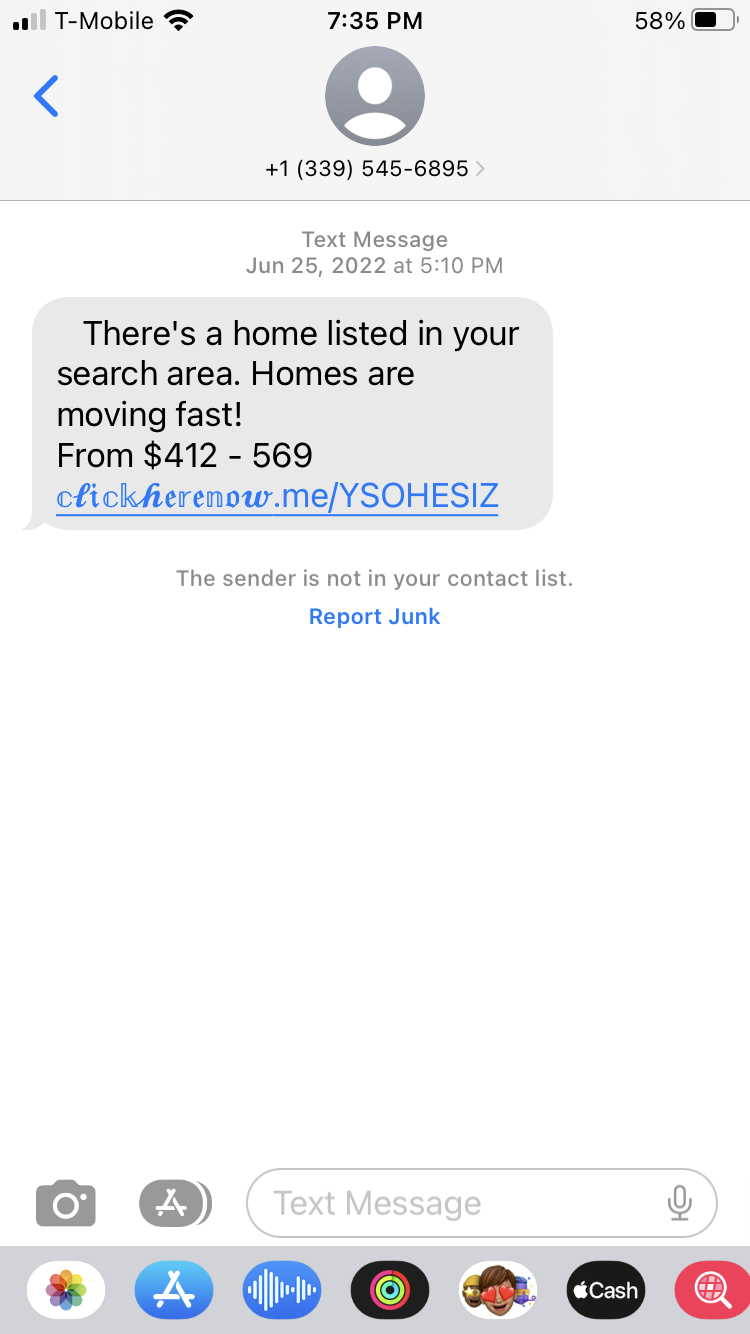 T-Mobile 7:35 PM 58%
+1 (339) 545-6895
Text Message
Jun 25, 2022 at 5:10 PM
There's a home listed in your
search area. Homes are
moving fast!
From $412 - 569
𝕔𝓵𝖎𝕔𝕜𝒉𝖊𝕣𝖊𝕟𝖔𝔀.me/YSOHESIZ
The sender is not in your contact list.
Report Junk
Text Message
Cash